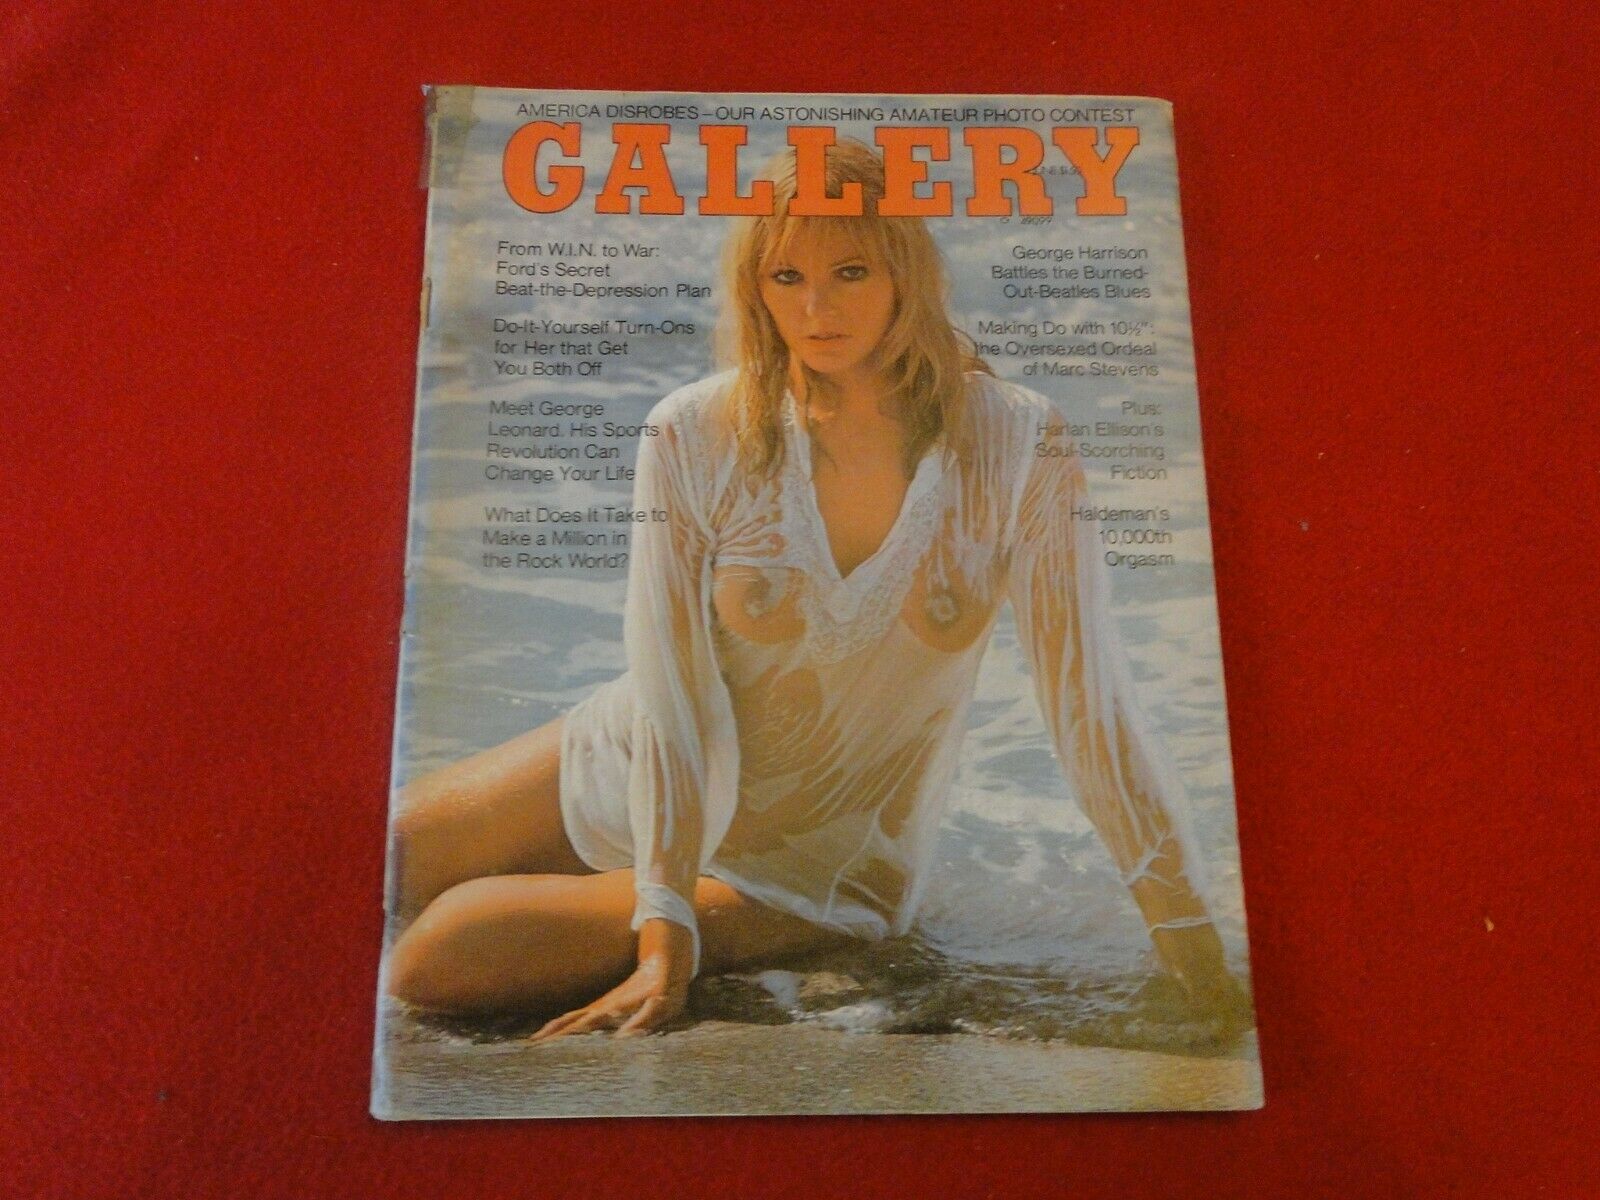 AMERICA DISROBES – OUR ASTONISHING AMATEUR PHOTO CONTEST
GALLERY
From W.I.N. to War:
Ford's Secret
Beat-the-Depression Plan
Do-It-Yourself Turn-Ons
for Her that Get
You Both Off
Meet George
Leonard. His Sports
Revolution Can
Change Your Life
What Does It Take to
Make a Million in
the Rock World?
George Harrison
Battles the Burned-
Out-Beatles Blues
Making Do with 10½":
the Oversexed Ordeal
of Marc Stevens
Plus:
Harlan Ellison's
Soul-Scorching
Fiction
Haldeman's
10,000th
Orgasm